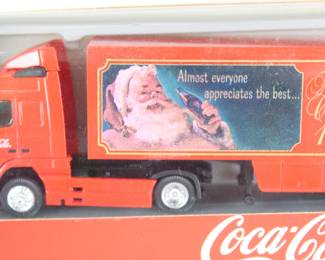 Almost everyone
appreciates the best...
Coca-Co